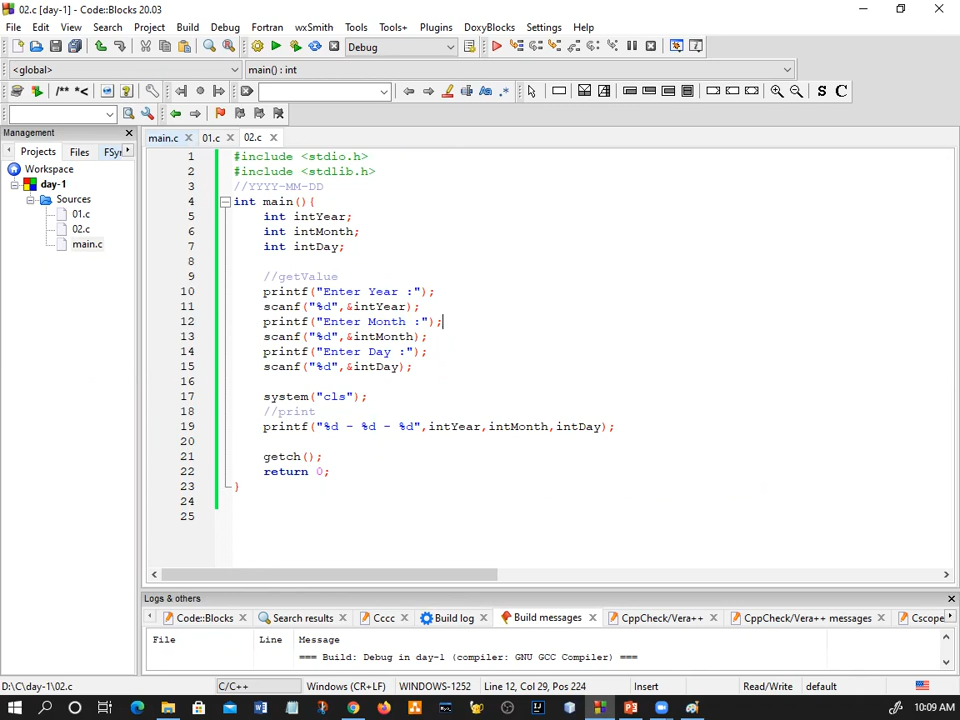 02.c [day-1] - Code::Blocks 20.03
File Edit View Search Project Build Debug Fortran wxSmith Tools Tools+ Plugins DoxyBlocks Settings Help
Debug
<global> main() : int
/** *< 
S C
Management
Projects Files FSyr
main.c 01.c 02.c
Workspace
day-1
Sources
01.c
02.c
main.c
1 #include <stdio.h>
2 #include <stdlib.h>
3 //YYYY-MM-DD
4 int main(){
5 int intYear;
6 int intMonth;
7 int intDay;
8
9 //getValue
10 printf("Enter Year :");
11 scanf("%d",&intYear);
12 printf("Enter Month :");
13 scanf("%d",&intMonth);
14 printf("Enter Day :");
15 scanf("%d",&intDay);
16
17 system("cls");
18 //print
19 printf("%d - %d - %d",intYear,intMonth,intDay);
20
21 getch();
22 return 0;
23 }
24
25
Logs & others
Code::Blocks Search results Cccc Build log Build messages CppCheck/Vera++ CppCheck/Vera++ messages Cscope
File Line Message
=== Build: Debug in day-1 (compiler: GNU GCC Compiler) ===
D:\C\day-1\02.c C/C++ Windows (CR+LF) WINDOWS-1252 Line 12, Col 29, Pos 224 Insert Read/Write default
10:09 AM